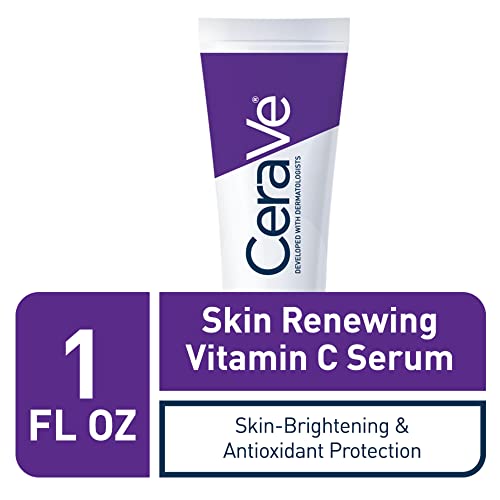 CeraVe®
DEVELOPED WITH DERMATOLOGISTS
1
FL OZ
Skin Renewing
Vitamin C Serum
Skin-Brightening &
Antioxidant Protection